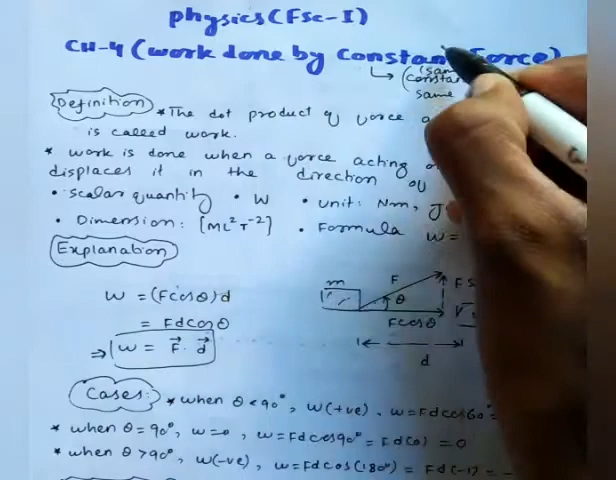 physics (Fsc-I)
CH-4 (work done by Constant Force)
same
Definition * The dot product of force
is called work.
* work is done when a force acting
displaces it in the direction of
• scalar quantity • W • unit: Nm, J
• Dimension: [ML²T⁻²] • Formula W =
Explanation
W = (Fcosθ)d
= Fdcosθ
⇒ W = F⃗ . d⃗
m F θ Fcosθ d
Cases: * when θ < 90°, W(+ve), W = Fdcos60° =
* when θ = 90°, W=0, W = Fdcos90° = Fd(0) = 0
* when θ > 90°, W(-ve), W = Fdcos(180°) = Fd(-1) = -